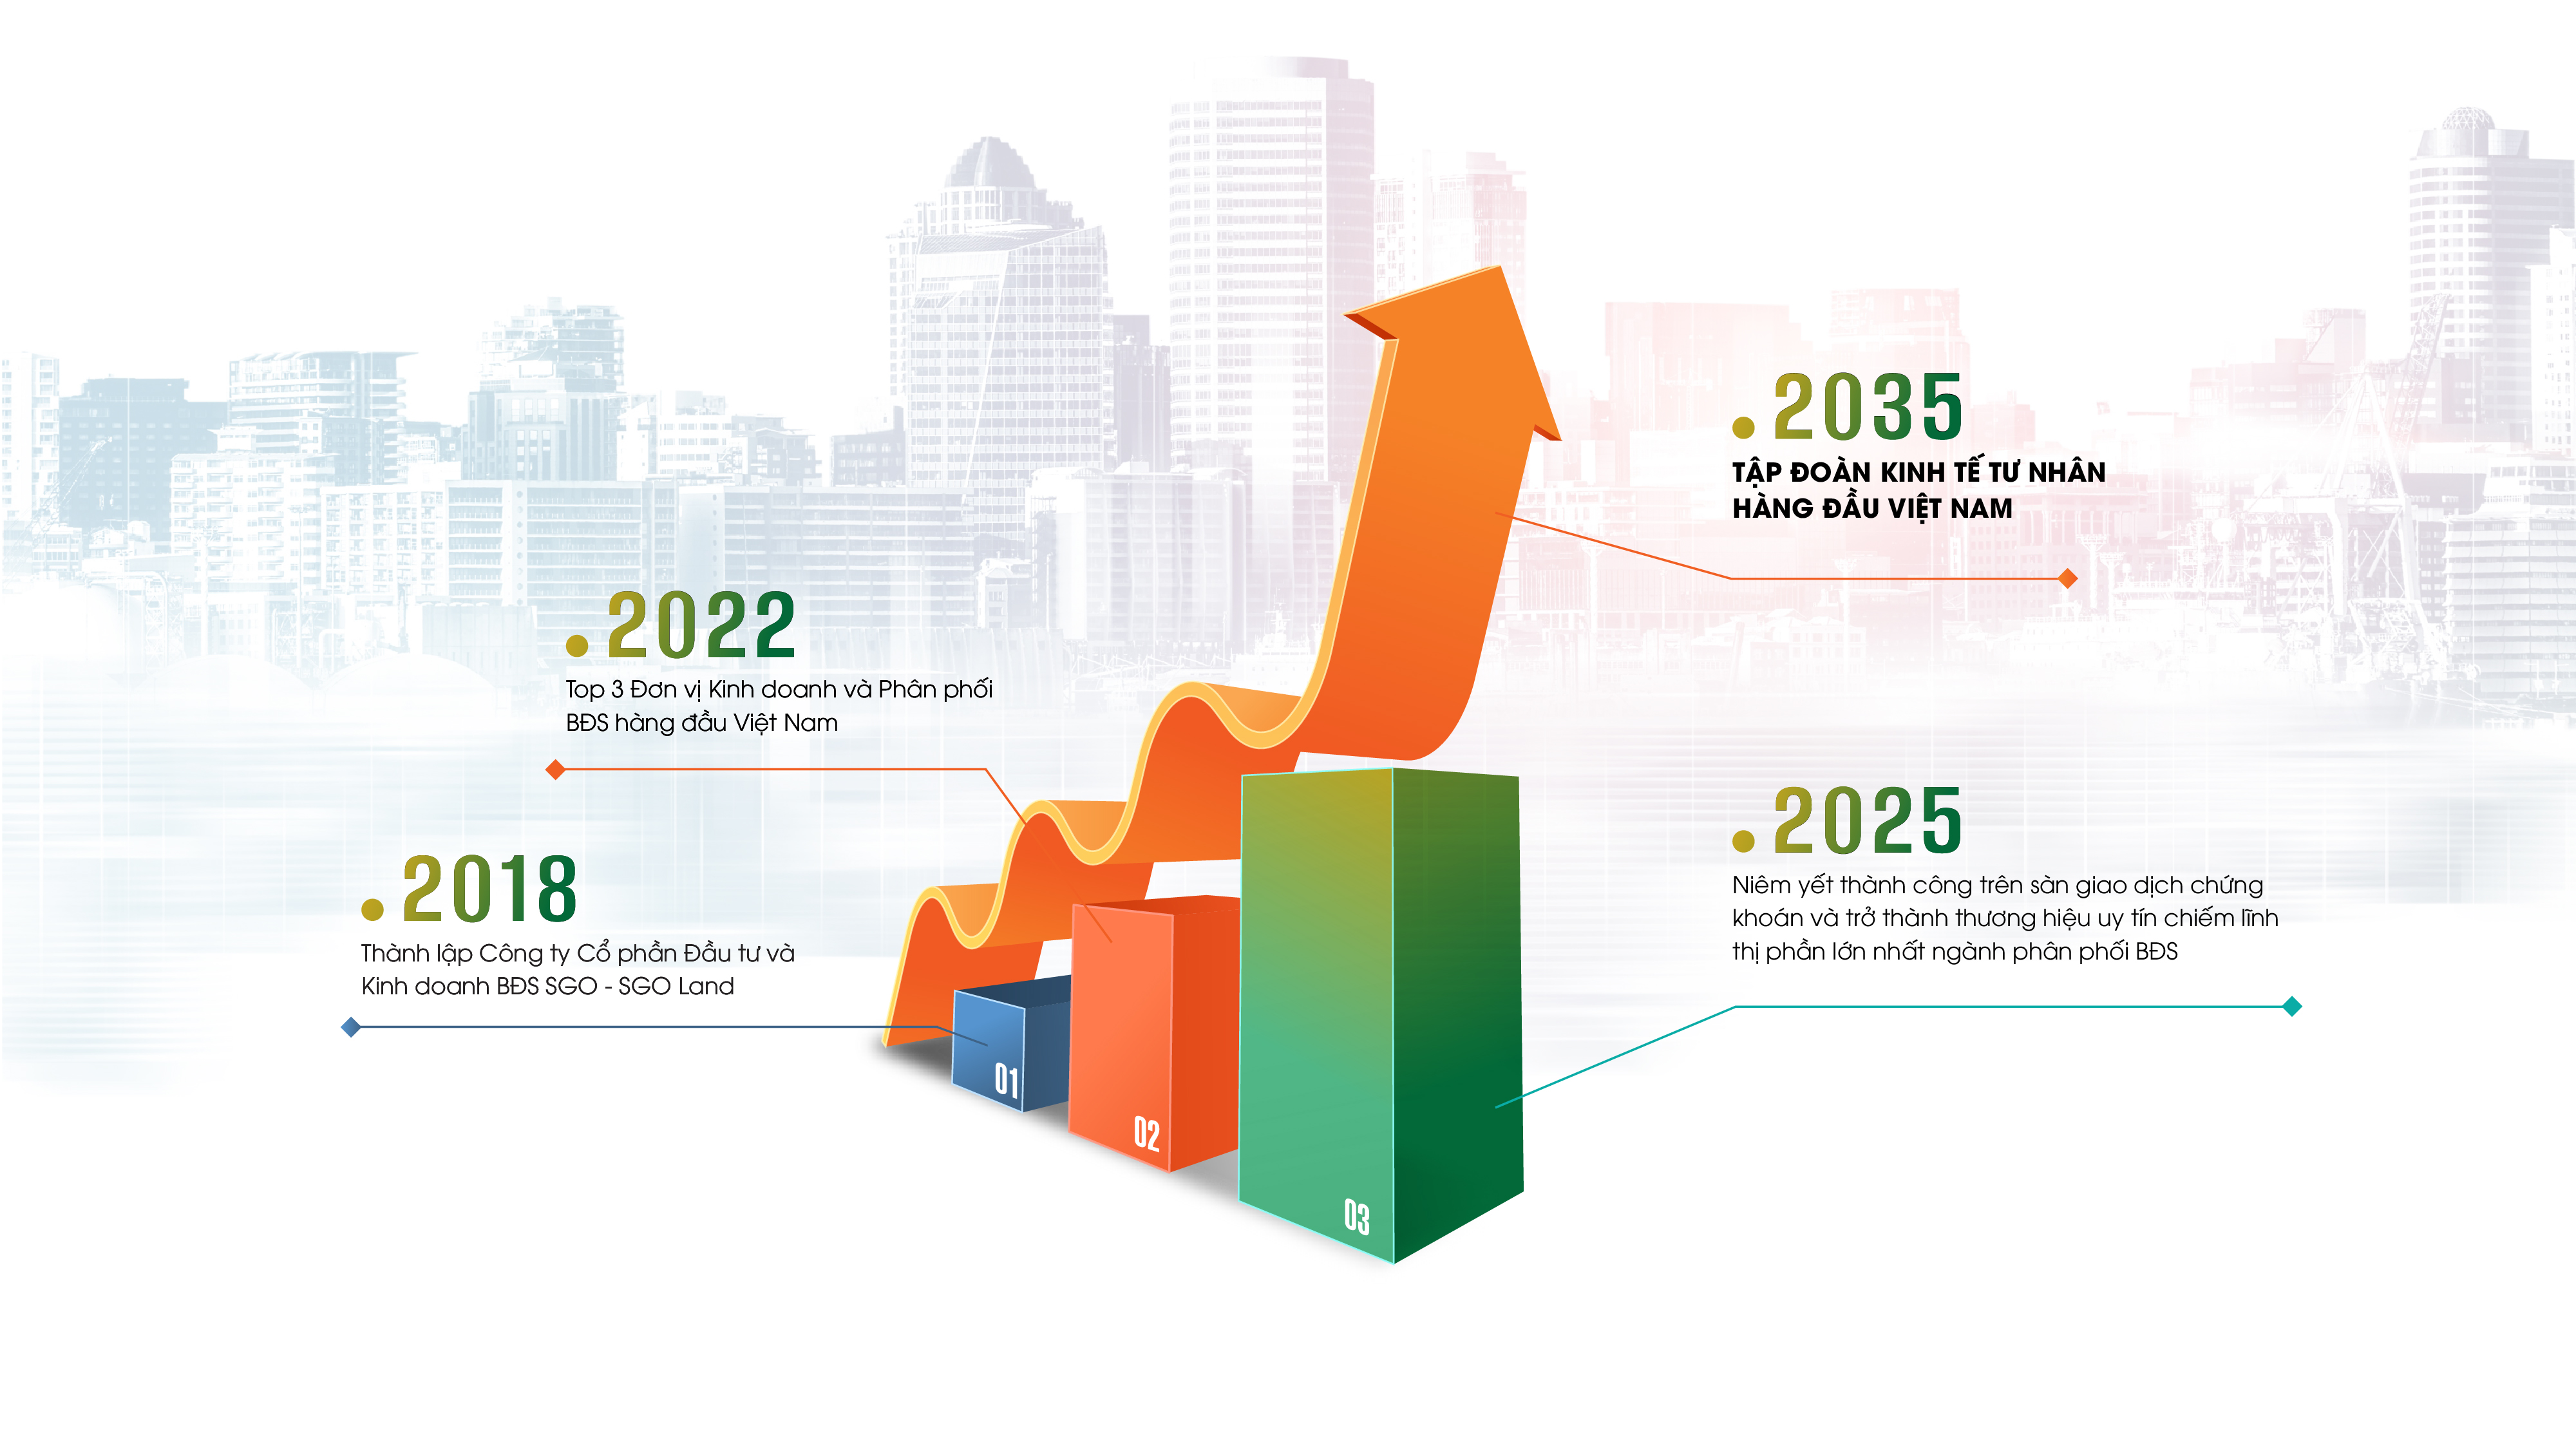 2018
Thành lập Công ty Cổ phần Đầu tư và
Kinh doanh BĐS SGO - SGO Land
2022
Top 3 Đơn vị Kinh doanh và Phân phối
BĐS hàng đầu Việt Nam
2025
Niêm yết thành công trên sàn giao dịch chứng
khoán và trở thành thương hiệu uy tín chiếm lĩnh
thị phần lớn nhất ngành phân phối BĐS
2035
TẬP ĐOÀN KINH TẾ TƯ NHÂN
HÀNG ĐẦU VIỆT NAM
01
02
03